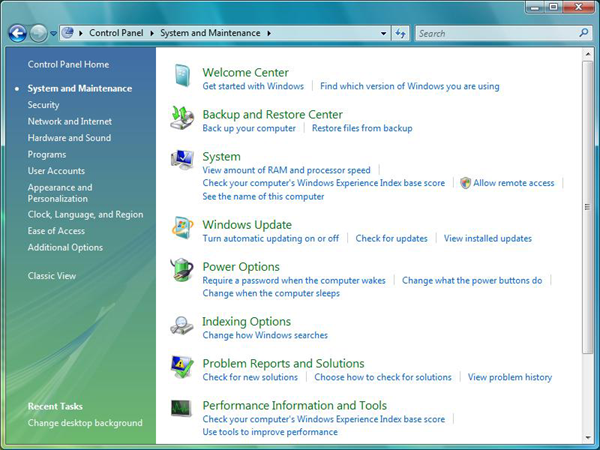 Control Panel System and Maintenance Search
Control Panel Home
System and Maintenance
Security
Network and Internet
Hardware and Sound
Programs
User Accounts
Appearance and
Personalization
Clock, Language, and Region
Ease of Access
Additional Options
Classic View
Recent Tasks
Change desktop background
Welcome Center
Get started with Windows Find which version of Windows you are using
Backup and Restore Center
Back up your computer Restore files from backup
System
View amount of RAM and processor speed
Check your computer's Windows Experience Index base score Allow remote access
See the name of this computer
Windows Update
Turn automatic updating on or off Check for updates View installed updates
Power Options
Require a password when the computer wakes Change what the power buttons do
Change when the computer sleeps
Indexing Options
Change how Windows searches
Problem Reports and Solutions
Check for new solutions Choose how to check for solutions View problem history
Performance Information and Tools
Check your computer's Windows Experience Index base score
Use tools to improve performance